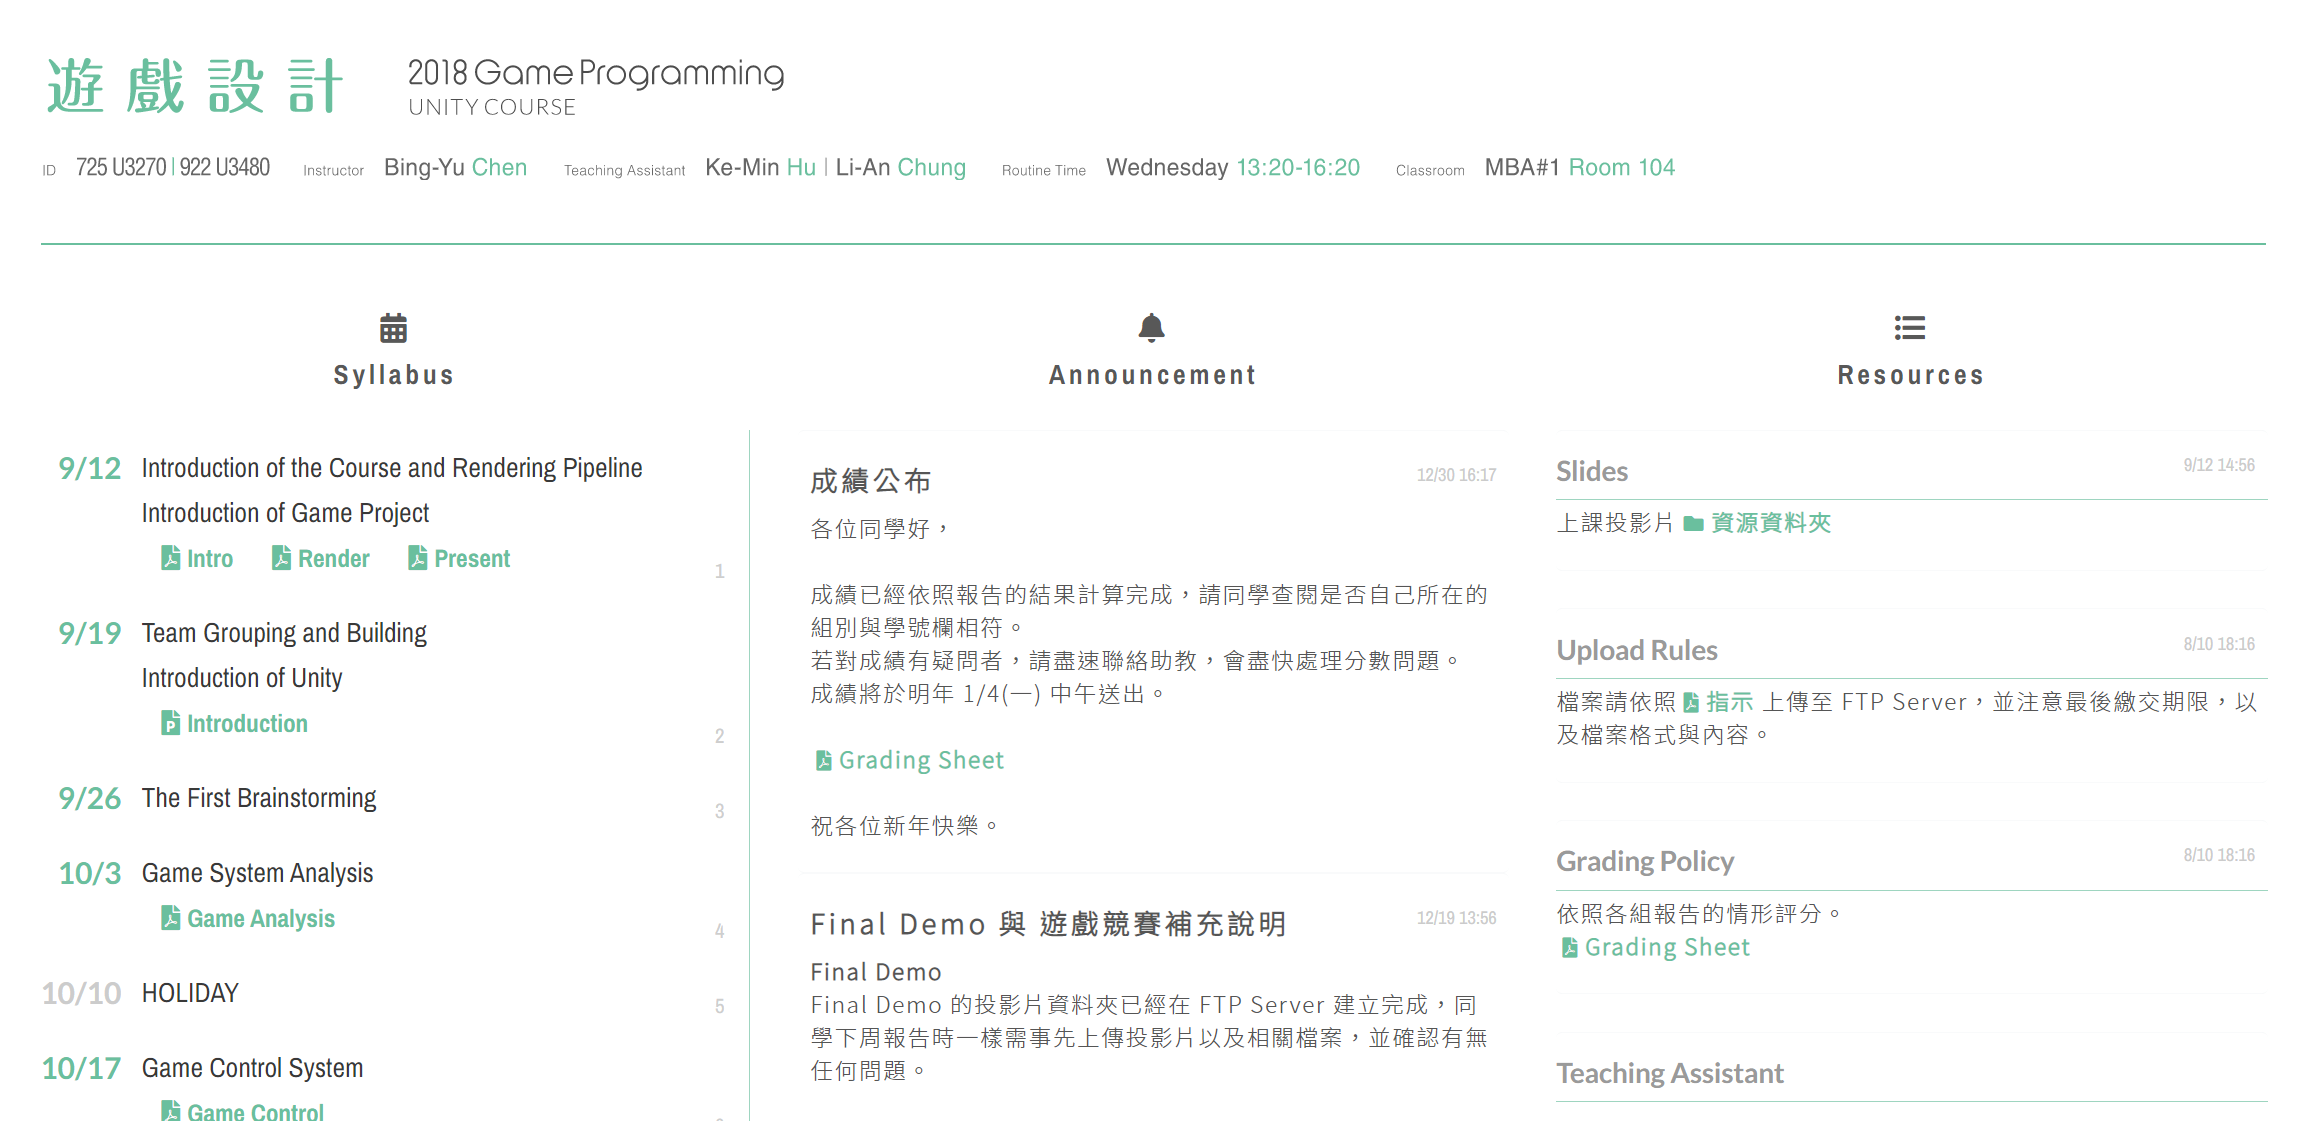 遊戲設計
2018 Game Programming
UNITY COURSE
ID 725 U3270 | 922 U3480 Instructor Bing-Yu Chen Teaching Assistant Ke-Min Hu | Li-An Chung Routine Time Wednesday 13:20-16:20 Classroom MBA#1 Room 104
Syllabus
9/12 Introduction of the Course and Rendering Pipeline
Introduction of Game Project
Intro Render Present
1
9/19 Team Grouping and Building
Introduction of Unity
Introduction
2
9/26 The First Brainstorming
3
10/3 Game System Analysis
Game Analysis
4
10/10 HOLIDAY
5
10/17 Game Control System
Game Control
Announcement
成績公布 12/30 16:17
各位同學好，
成績已經依照報告的結果計算完成，請同學查閱是否自己所在的
組別與學號欄相符。
若對成績有疑問者，請盡速聯絡助教，會盡快處理分數問題。
成績將於明年 1/4(一) 中午送出。
Grading Sheet
祝各位新年快樂。
Final Demo 與 遊戲競賽補充說明 12/19 13:56
Final Demo
Final Demo 的投影片資料夾已經在 FTP Server 建立完成，同
學下周報告時一樣需事先上傳投影片以及相關檔案，並確認有無
任何問題。
Resources
Slides 9/12 14:56
上課投影片 資源資料夾
Upload Rules 8/10 18:16
檔案請依照 指示 上傳至 FTP Server，並注意最後繳交期限，以
及檔案格式與內容。
Grading Policy 8/10 18:16
依照各組報告的情形評分。
Grading Sheet
Teaching Assistant